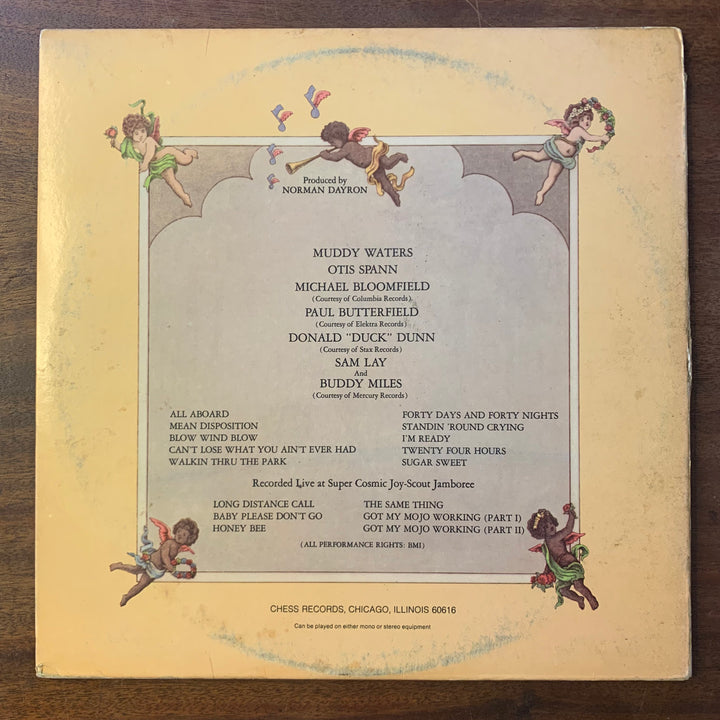 Produced by
NORMAN DAYRON
MUDDY WATERS
OTIS SPANN
MICHAEL BLOOMFIELD
(Courtesy of Columbia Records)
PAUL BUTTERFIELD
(Courtesy of Elektra Records)
DONALD "DUCK" DUNN
(Courtesy of Stax Records)
SAM LAY
And
BUDDY MILES
(Courtesy of Mercury Records)
ALL ABOARD
MEAN DISPOSITION
BLOW WIND BLOW
CAN'T LOSE WHAT YOU AIN'T EVER HAD
WALKIN THRU THE PARK
FORTY DAYS AND FORTY NIGHTS
STANDIN 'ROUND CRYING
I'M READY
TWENTY FOUR HOURS
SUGAR SWEET
Recorded Live at Super Cosmic Joy-Scout Jamboree
LONG DISTANCE CALL
BABY PLEASE DON'T GO
HONEY BEE
THE SAME THING
GOT MY MOJO WORKING (PART I)
GOT MY MOJO WORKING (PART II)
(ALL PERFORMANCE RIGHTS: BMI)
CHESS RECORDS, CHICAGO, ILLINOIS 60616
Can be played on either mono or stereo equipment